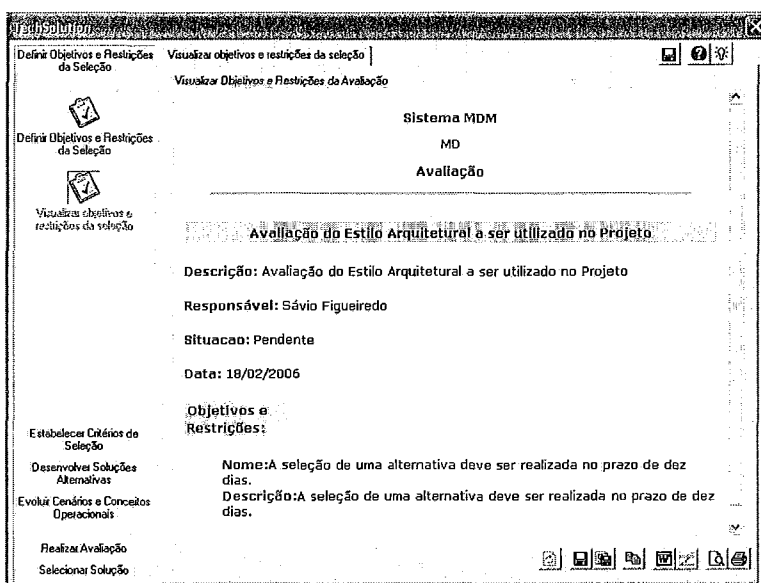 TechSolution
Definir Objetivos e Restrições
da Seleção
Definir Objetivos e Restrições
da Seleção
Visualizar objetivos e
restrições da seleção
Estabelecer Critérios de
Seleção
Desenvolver Soluções
Alternativas
Evoluir Cenários e Conceitos
Operacionais
Realizar Avaliação
Selecionar Solução
Visualizar objetivos e restrições da seleção
Visualizar Objetivos e Restrições da Avaliação
Sistema MDM
MD
Avaliação
Avaliação do Estilo Arquitetural a ser utilizado no Projeto
Descrição: Avaliação do Estilo Arquitetural a ser utilizado no Projeto
Responsável: Sávio Figueiredo
Situacao: Pendente
Data: 18/02/2006
Objetivos e
Restrições:
Nome:A seleção de uma alternativa deve ser realizada no prazo de dez
dias.
Descrição:A seleção de uma alternativa deve ser realizada no prazo de dez
dias.